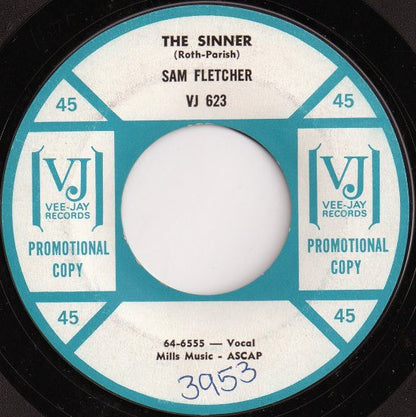 THE SINNER
(Roth-Parish)
SAM FLETCHER
VJ 623
45
45
VJ
VEE-JAY
RECORDS
PROMOTIONAL
COPY
VJ
VEE-JAY
RECORDS
PROMOTIONAL
COPY
45
45
64-6555 — Vocal
Mills Music - ASCAP
3953